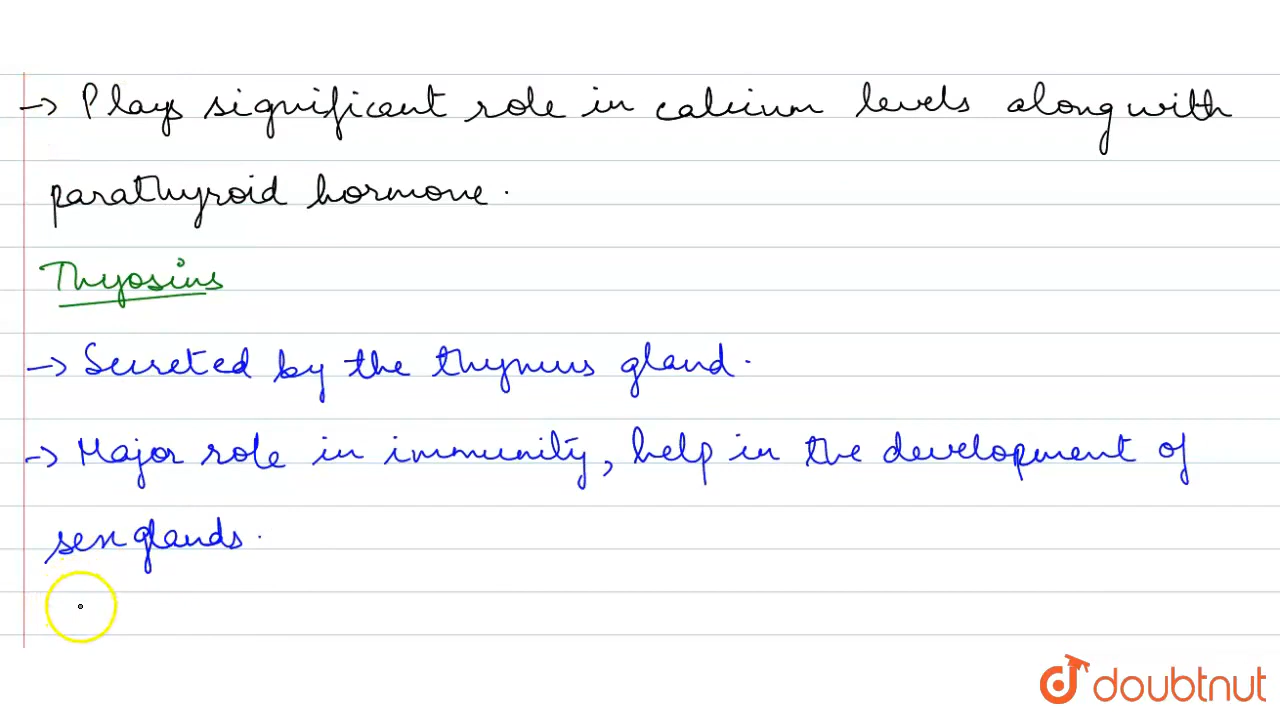 → Plays significant role in calcium levels along with
parathyroid hormone.
Thyosins
→ Secreted by the thymus gland.
→ Major role in immunity, help in the development of
sex glands.
doubtnut